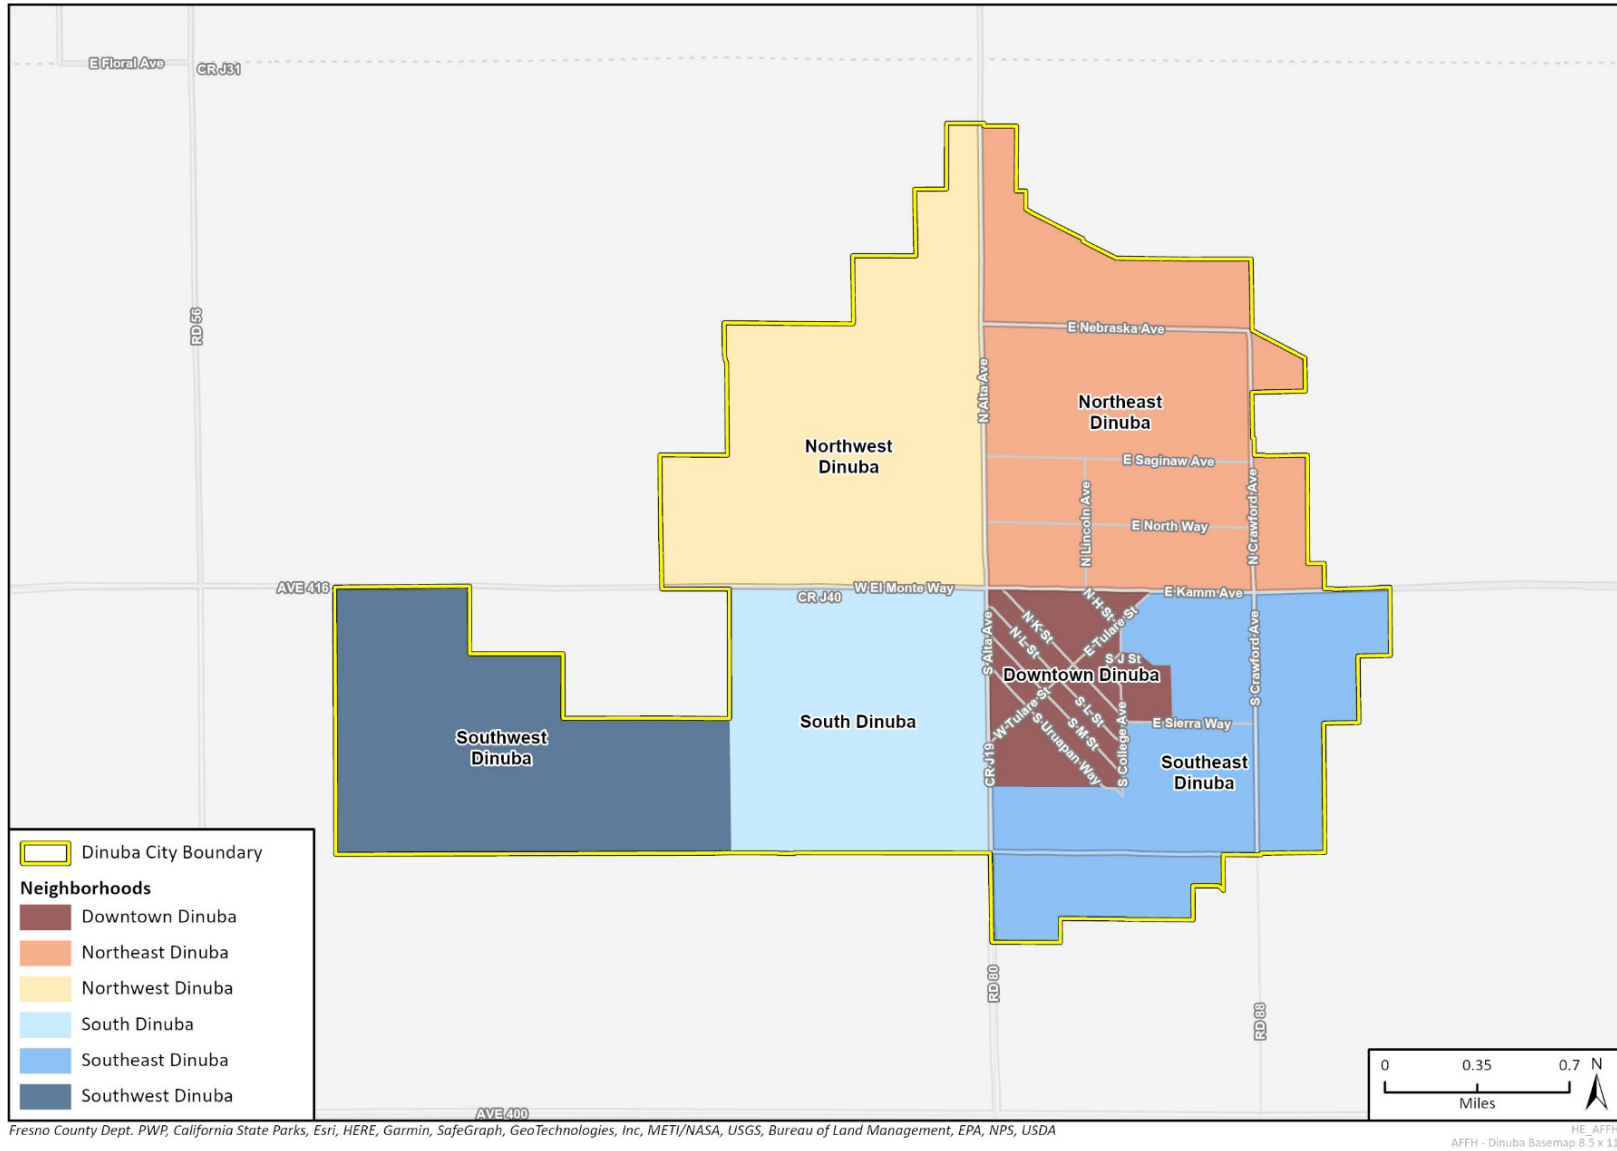 E Floral Ave
CR J31
RD 56
E Nebraska Ave
N Alta Ave
Northeast
Dinuba
Northwest
Dinuba
E Saginaw Ave
N Lincoln Ave
N Crawford Ave
E North Way
AVE 416
W El Monte Way
CR J40
E Kamm Ave
N H St
N K St
N L St
E Tulare St
S Alta Ave
S J St
S Crawford Ave
Downtown Dinuba
W Tulare St
S L St
S M St
S Uruapan Way
S College Ave
E Sierra Way
South Dinuba
Southwest
Dinuba
CR J19
Southeast
Dinuba
RD 80
RD 88
AVE 400
Dinuba City Boundary
Neighborhoods
Downtown Dinuba
Northeast Dinuba
Northwest Dinuba
South Dinuba
Southeast Dinuba
Southwest Dinuba
0 0.35 0.7 N
Miles
Fresno County Dept. PWP, California State Parks, Esri, HERE, Garmin, SafeGraph, GeoTechnologies, Inc, METI/NASA, USGS, Bureau of Land Management, EPA, NPS, USDA
HE_AFFH
AFFH - Dinuba Basemap 8.5 x 11